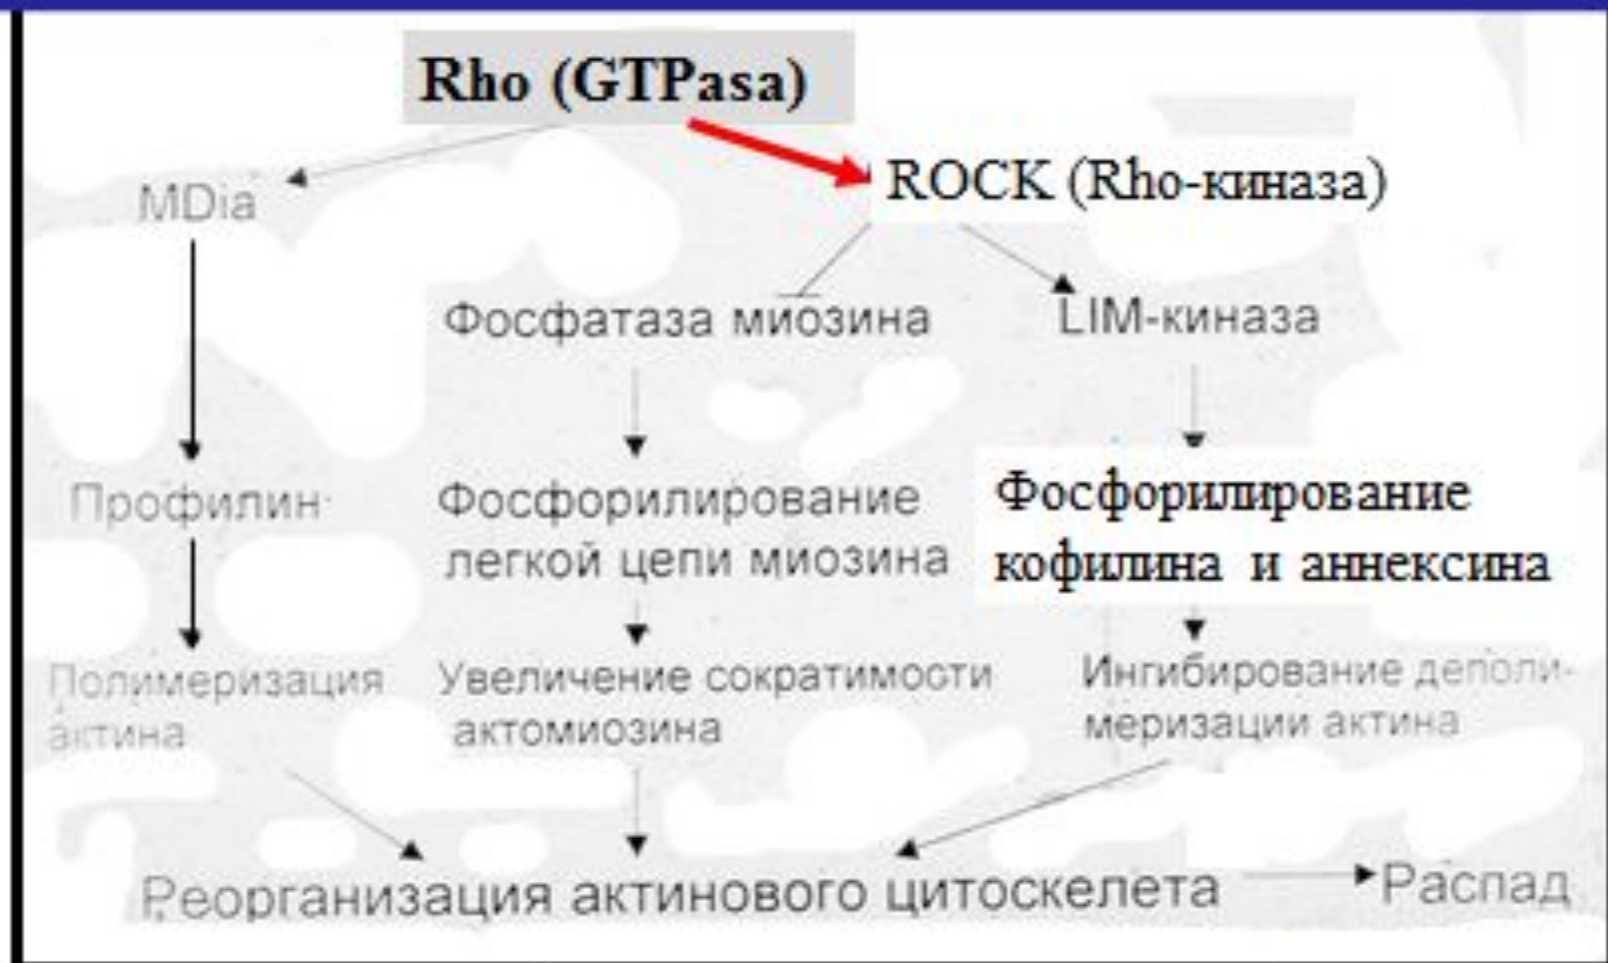 Rho (GTPasa)
MDia
ROCK (Rho-киназа)
Фосфатаза миозина
LIM-киназа
Профилин
Фосфорилирование
легкой цепи миозина
Фосфорилирование
кофилина и аннексина
Полимеризация
актина
Увеличение сократимости
актомиозина
Ингибирование деполи-
меризации актина
Реорганизация актинового цитоскелета
Распад